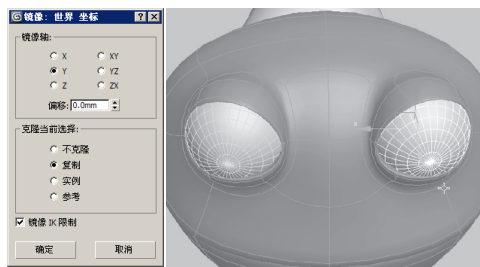 镜像: 世界 坐标
镜像轴:
X XY
Y YZ
Z ZX
偏移: 0.0mm
克隆当前选择:
不克隆
复制
实例
参考
镜像 IK 限制
确定 取消
x